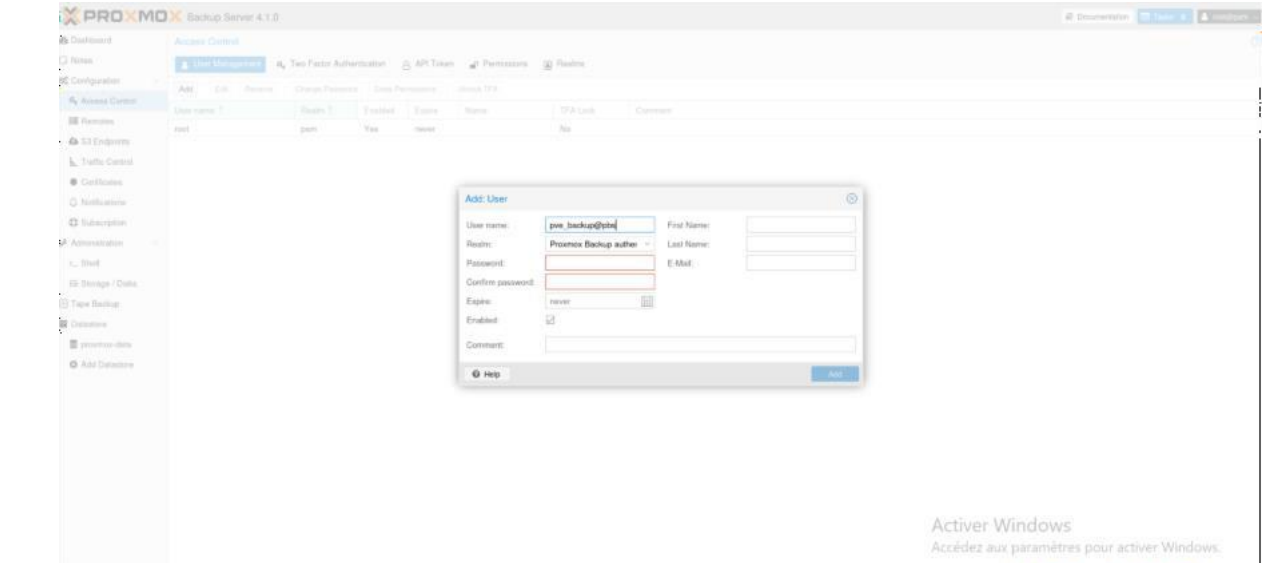 PROXMOX Backup Server 4.1.0
Documentation
Tasks
Dashboard
Notes
Configuration
Access Control
Remotes
S3 Endpoints
Traffic Control
Certificates
Notifications
Subscription
Administration
Shell
Storage / Disks
Tape Backup
Datastore
proxmox-data
Add Datastore
Access Control
User Management Two Factor Authentication API Token Permissions Realms
Add Edit Remove Change Password Show Permissions Unlock TFA
User name Realm Enabled Expire Name TFA Lock Comment
root pam Yes never No
Add: User
User name: pve_backup@pbs First Name:
Realm: Proxmox Backup auther Last Name:
Password: E-Mail:
Confirm password:
Expire: never
Enabled:
Comment:
Help Add
Activer Windows
Accédez aux paramètres pour activer Windows.